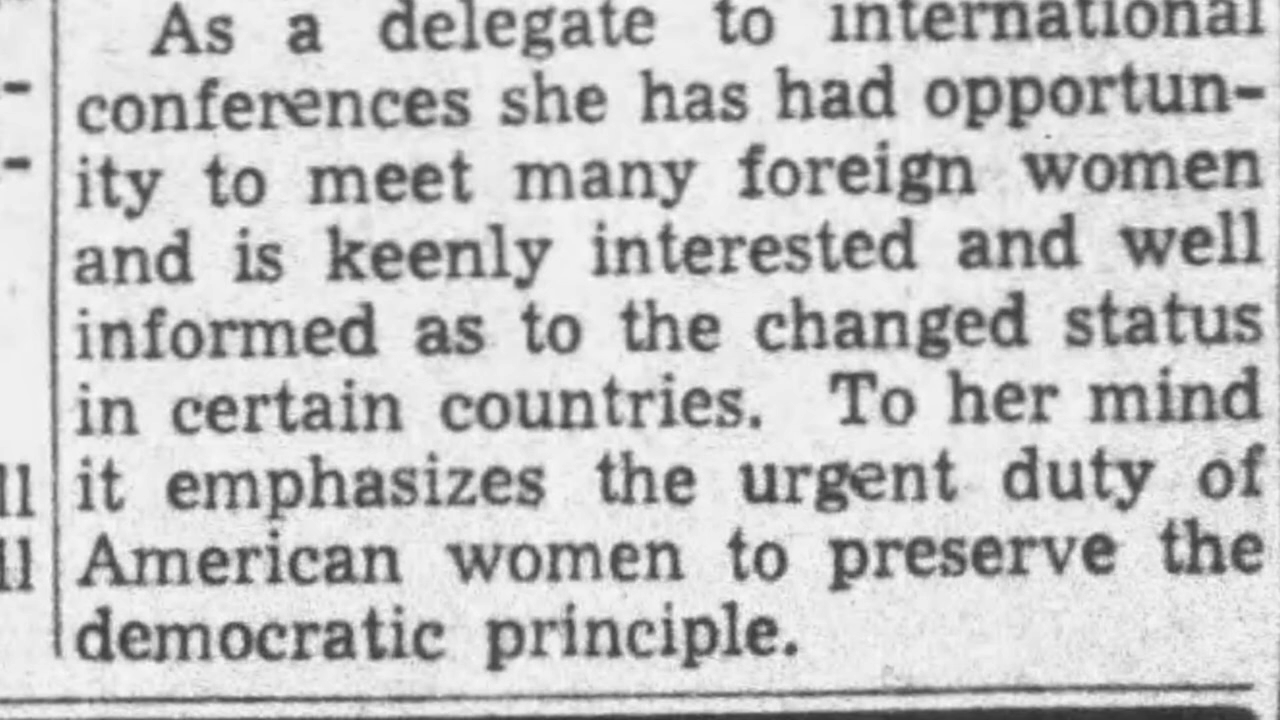 As a delegate to international
conferences she has had opportun-
ity to meet many foreign women
and is keenly interested and well
informed as to the changed status
in certain countries. To her mind
it emphasizes the urgent duty of
American women to preserve the
democratic principle.